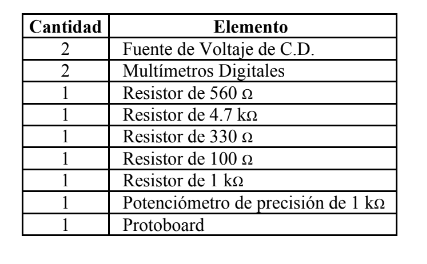 Cantidad Elemento
2 Fuente de Voltaje de C.D.
2 Multímetros Digitales
1 Resistor de 560 Ω
1 Resistor de 4.7 kΩ
1 Resistor de 330 Ω
1 Resistor de 100 Ω
1 Resistor de 1 kΩ
1 Potenciómetro de precisión de 1 kΩ
1 Protoboard